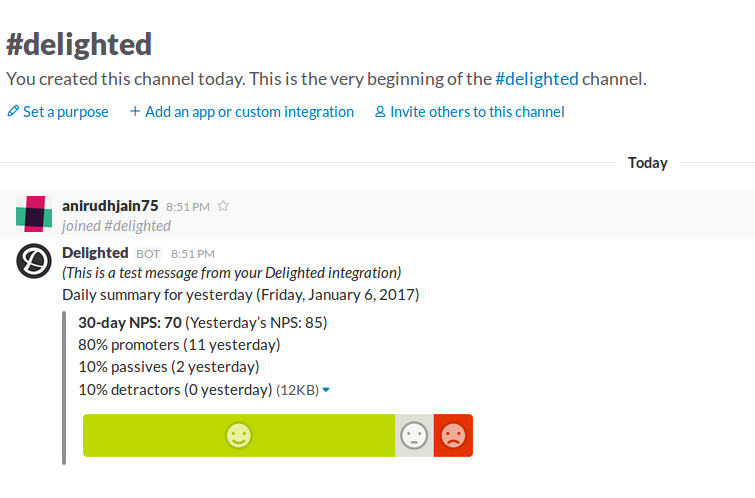 #delighted
You created this channel today. This is the very beginning of the #delighted channel.
Set a purpose + Add an app or custom integration Invite others to this channel
Today
anirudhjain75 8:51 PM
joined #delighted
Delighted BOT 8:51 PM
(This is a test message from your Delighted integration)
Daily summary for yesterday (Friday, January 6, 2017)
30-day NPS: 70 (Yesterday’s NPS: 85)
80% promoters (11 yesterday)
10% passives (2 yesterday)
10% detractors (0 yesterday) (12KB)